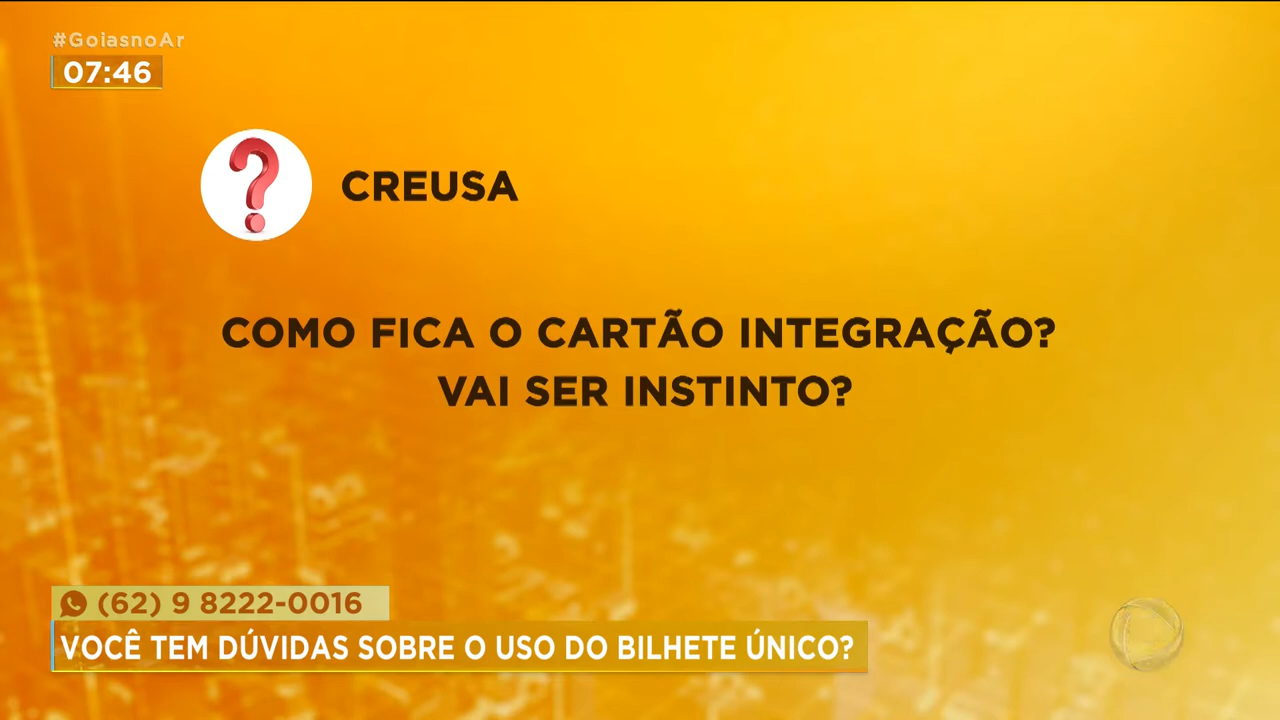 #GoiasnoAr
07:46
CREUSA
COMO FICA O CARTÃO INTEGRAÇÃO?
VAI SER INSTINTO?
(62) 9 8222-0016
VOCÊ TEM DÚVIDAS SOBRE O USO DO BILHETE ÚNICO?